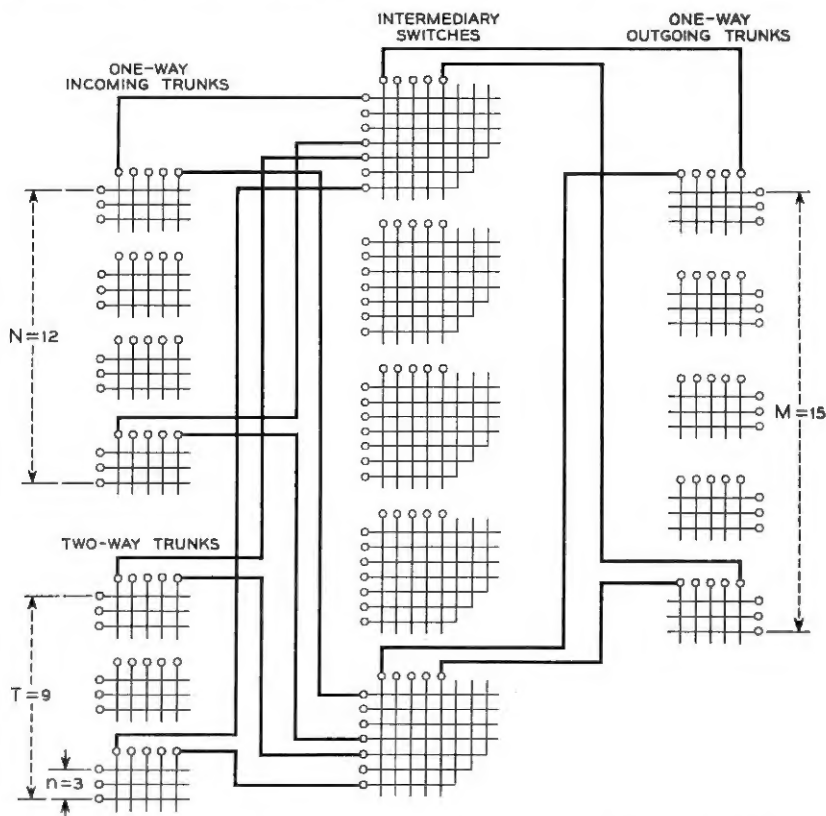 INTERMEDIARY
SWITCHES
ONE-WAY
OUTGOING TRUNKS
ONE-WAY
INCOMING TRUNKS
N=12
M=15
TWO-WAY TRUNKS
T=9
n=3